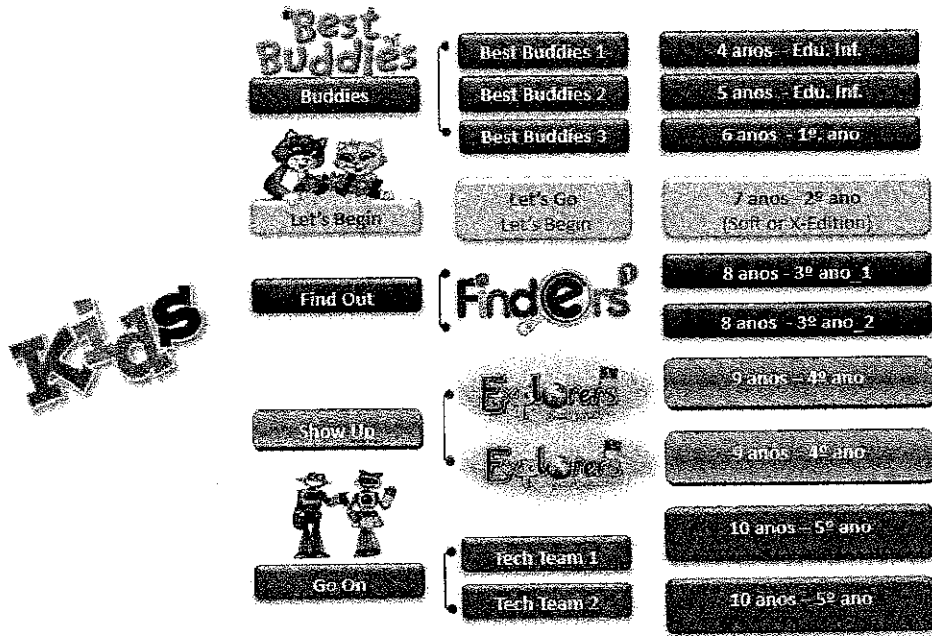 Kids
Best
Buddies
Buddies
Best Buddies 1
4 anos - Edu. Inf.
Best Buddies 2
5 anos - Edu. Inf.
Best Buddies 3
6 anos - 1º. ano
Let's Begin
Let's Go
Let's Begin
7 anos - 2º ano
(Soft or X-Edition)
Find Out
Finders
8 anos - 3º ano_1
8 anos - 3º ano_2
Show Up
Explorers
9 anos – 4º ano
Explorers
9 anos – 4º ano
Go On
Tech Team 1
10 anos – 5º ano
Tech Team 2
10 anos – 5º ano